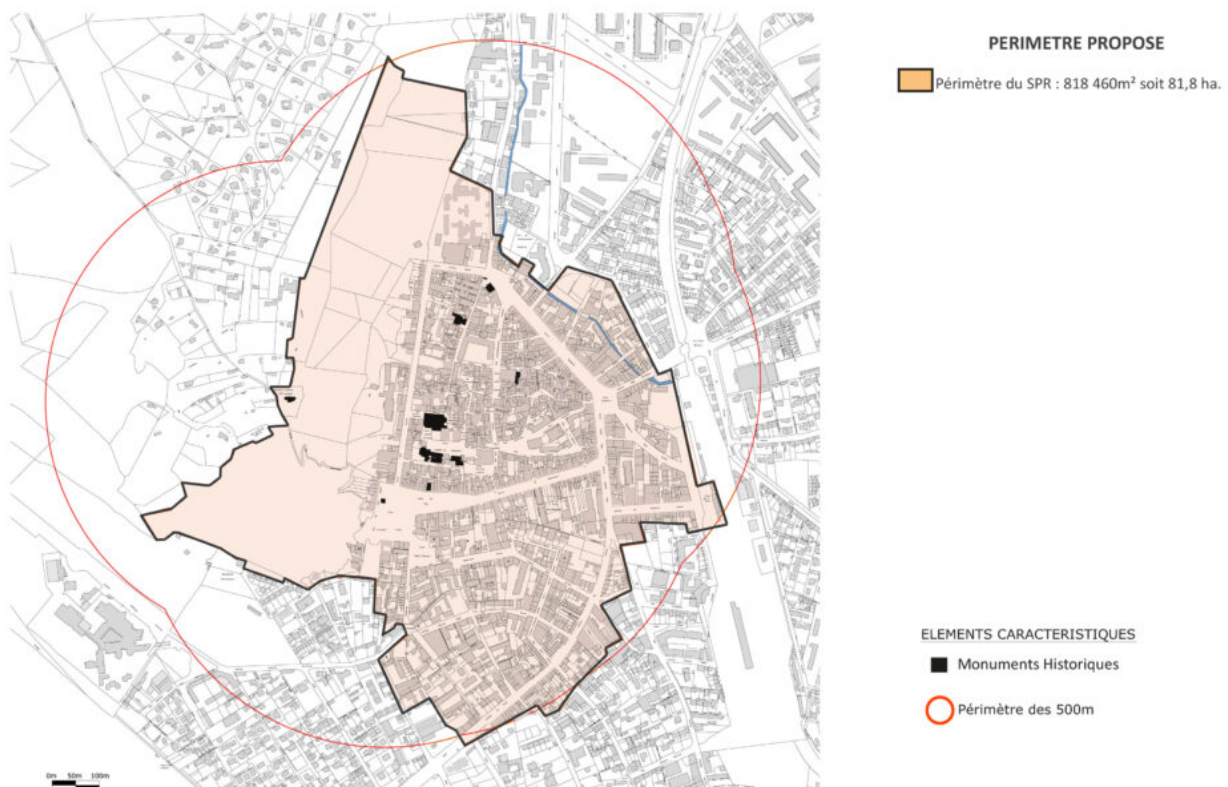 PERIMETRE PROPOSE
Périmètre du SPR : 818 460m² soit 81,8 ha.
ELEMENTS CARACTERISTIQUES
Monuments Historiques
Périmètre des 500m
0m 50m 100m